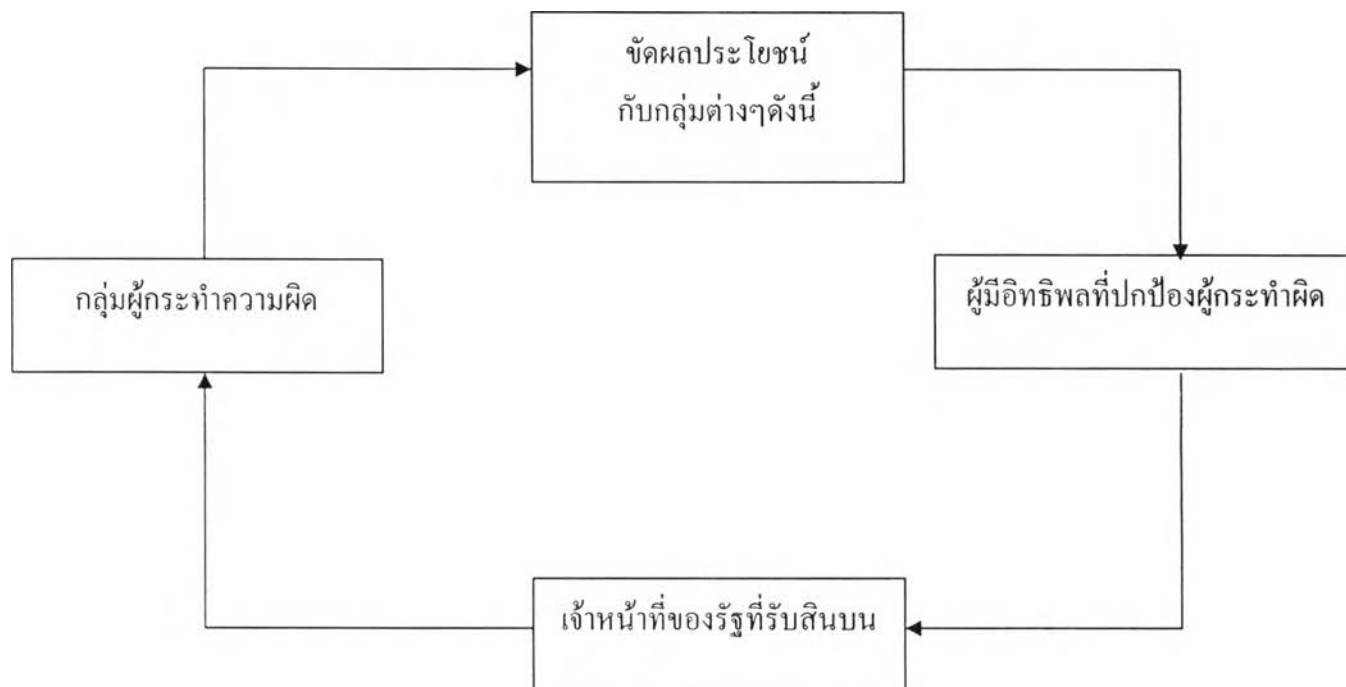 ขัดผลประโยชน์
กับกลุ่มต่างๆดังนี้
กลุ่มผู้กระทำความผิด
ผู้มีอิทธิพลที่ปกป้องผู้กระทำผิด
เจ้าหน้าที่ของรัฐที่รับสินบน